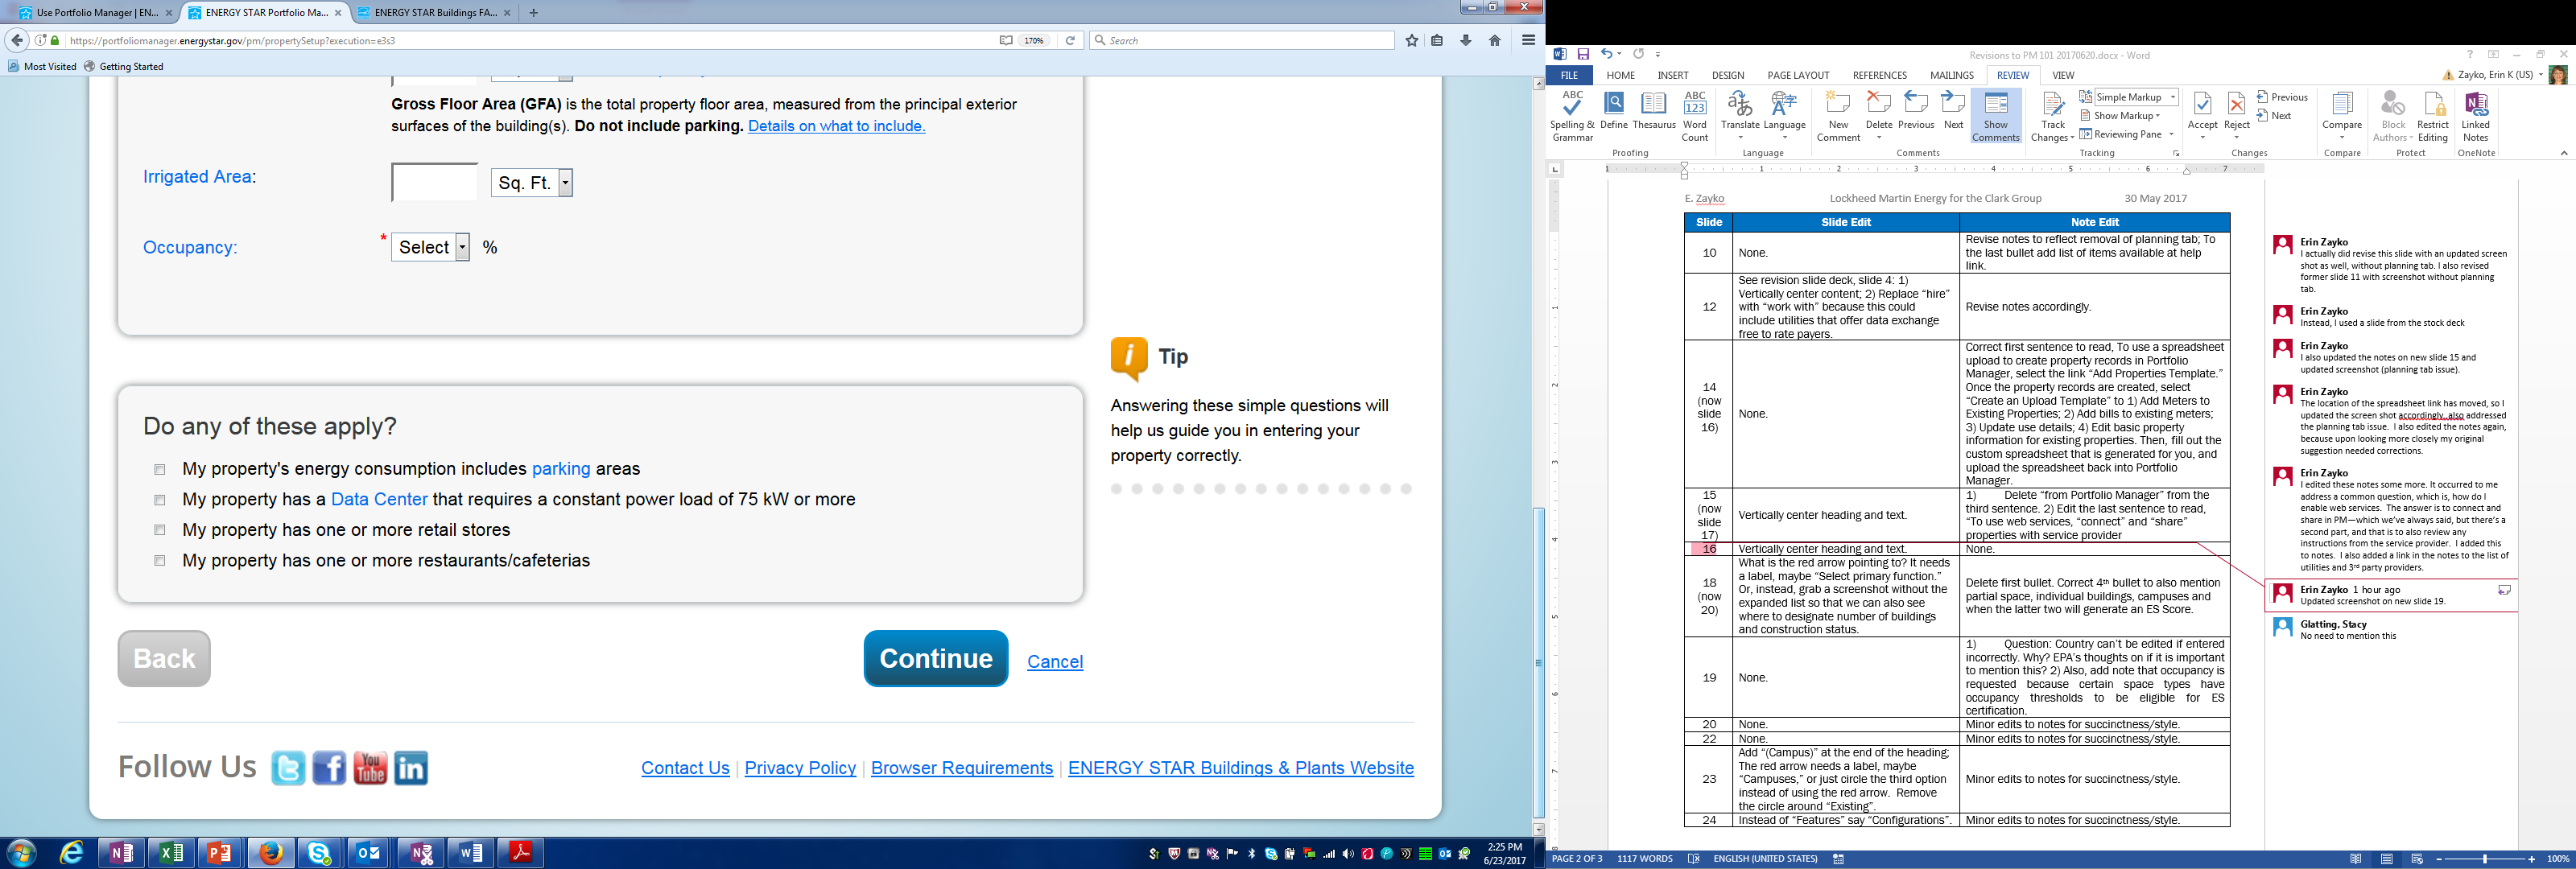 Use Portfolio Manager | EN...
ENERGY STAR Portfolio Ma...
ENERGY STAR Buildings FA...
https://portfoliomanager.energystar.gov/pm/propertySetup?execution=e3s3
170%
Search
Most Visited
Getting Started
Gross Floor Area (GFA) is the total property floor area, measured from the principal exterior
surfaces of the building(s). Do not include parking. Details on what to include.
Irrigated Area:
Sq. Ft.
Occupancy:
* Select %
Do any of these apply?
My property's energy consumption includes parking areas
My property has a Data Center that requires a constant power load of 75 kW or more
My property has one or more retail stores
My property has one or more restaurants/cafeterias
Tip
Answering these simple questions will
help us guide you in entering your
property correctly.
Back
Continue
Cancel
Follow Us
You
Tube
in
Contact Us | Privacy Policy | Browser Requirements | ENERGY STAR Buildings & Plants Website
2:25 PM
6/23/2017
Revisions to PM 101 20170620.docx - Word
FILE HOME INSERT DESIGN PAGE LAYOUT REFERENCES MAILINGS REVIEW VIEW
Zayko, Erin K (US)
Spelling &
Grammar
Define
Thesaurus
Word
Count
Proofing
Translate
Language
Language
New
Comment
Delete
Previous
Next
Show
Comments
Comments
Track
Changes
Simple Markup
Show Markup
Reviewing Pane
Tracking
Accept
Reject
Previous
Next
Changes
Compare
Compare
Block
Authors
Restrict
Editing
Protect
Linked
Notes
OneNote
E. Zayko Lockheed Martin Energy for the Clark Group 30 May 2017
Slide Slide Edit Note Edit
10
None.
Revise notes to reflect removal of planning tab; To
the last bullet add list of items available at help
link.
12
See revision slide deck, slide 4: 1)
Vertically center content; 2) Replace “hire”
with “work with” because this could
include utilities that offer data exchange
free to rate payers.
Revise notes accordingly.
14
(now
slide
16)
None.
Correct first sentence to read, To use a spreadsheet
upload to create property records in Portfolio
Manager, select the link “Add Properties Template.”
Once the property records are created, select
“Create an Upload Template” to 1) Add Meters to
Existing Properties; 2) Add bills to existing meters;
3) Update use details; 4) Edit basic property
information for existing properties. Then, fill out the
custom spreadsheet that is generated for you, and
upload the spreadsheet back into Portfolio
Manager.
15
(now
slide
17)
Vertically center heading and text.
1) Delete “from Portfolio Manager” from the
third sentence. 2) Edit the last sentence to read,
“To use web services, “connect” and “share”
properties with service provider
16
Vertically center heading and text.
None.
18
(now
20)
What is the red arrow pointing to? It needs
a label, maybe “Select primary function.”
Or, instead, grab a screenshot without the
expanded list so that we can also see
where to designate number of buildings
and construction status.
Delete first bullet. Correct 4th bullet to also mention
partial space, individual buildings, campuses and
when the latter two will generate an ES Score.
19
None.
1) Question: Country can’t be edited if entered
incorrectly. Why? EPA’s thoughts on if it is important
to mention this? 2) Also, add note that occupancy is
requested because certain space types have
occupancy thresholds to be eligible for ES
certification.
20
None.
Minor edits to notes for succinctness/style.
22
None.
Minor edits to notes for succinctness/style.
23
Add “(Campus)” at the end of the heading;
The red arrow needs a label, maybe
“Campuses,” or just circle the third option
instead of using the red arrow. Remove
the circle around “Existing”.
Minor edits to notes for succinctness/style.
24
Instead of “Features” say “Configurations”.
Minor edits to notes for succinctness/style.
Erin Zayko
I actually did revise this slide with an updated screen
shot as well, without planning tab. I also revised
former slide 11 with screenshot without planning
tab.
Erin Zayko
Instead, I used a slide from the stock deck
Erin Zayko
I also updated the notes on new slide 15 and
updated screenshot (planning tab issue).
Erin Zayko
The location of the spreadsheet link has moved, so I
updated the screen shot accordingly..also addressed
the planning tab issue. I also edited the notes again,
because upon looking more closely my original
suggestion needed corrections.
Erin Zayko
I edited these notes some more. It occurred to me
address a common question, which is, how do I
enable web services. The answer is to connect and
share in PM—which we’ve always said, but there’s a
second part, and that is to also review any
instructions from the service provider. I added this
to notes. I also added a link in the notes to the list of
utilities and 3rd party providers.
Erin Zayko 1 hour ago
Updated screenshot on new slide 19.
Glatting, Stacy
No need to mention this
PAGE 2 OF 3 1117 WORDS ENGLISH (UNITED STATES)
100%